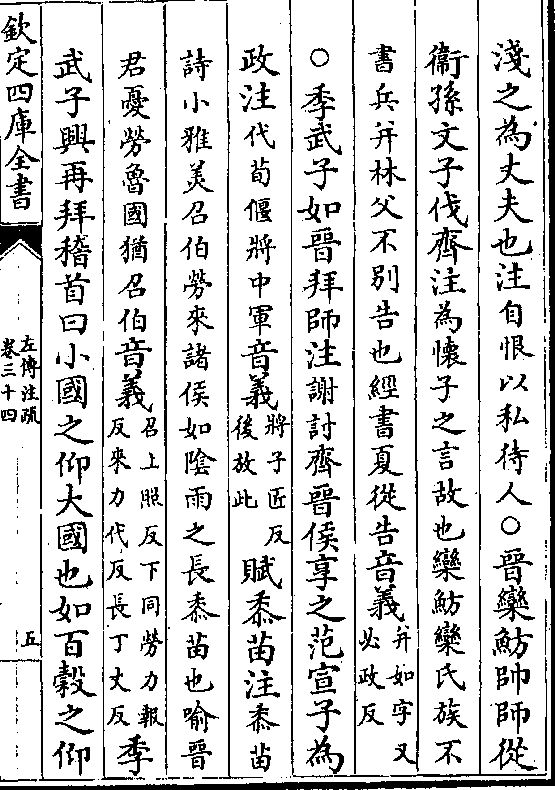 淺之為丈夫也注自恨以私待人○晉欒魴帥師從
衞孫文子伐齊注為懷子之言故也欒魴欒氏族不
書兵并林父不别告也經書夏從告音義并如字又
必政反
○季武子如晉拜師注謝討齊晉侯享之范宣子為
政注代荀偃將中軍音義將子匠反
後放此賦黍苗注黍苗
詩小雅美召伯勞來諸侯如陰雨之長黍苗也喻晉
君憂勞魯國猶召伯音義召上照反下同勞力報
反來力代反長丁丈反季
武子興再拜稽首曰小國之仰大國也如百穀之仰
欽定四庫全書
左傳注疏
卷三十四
五